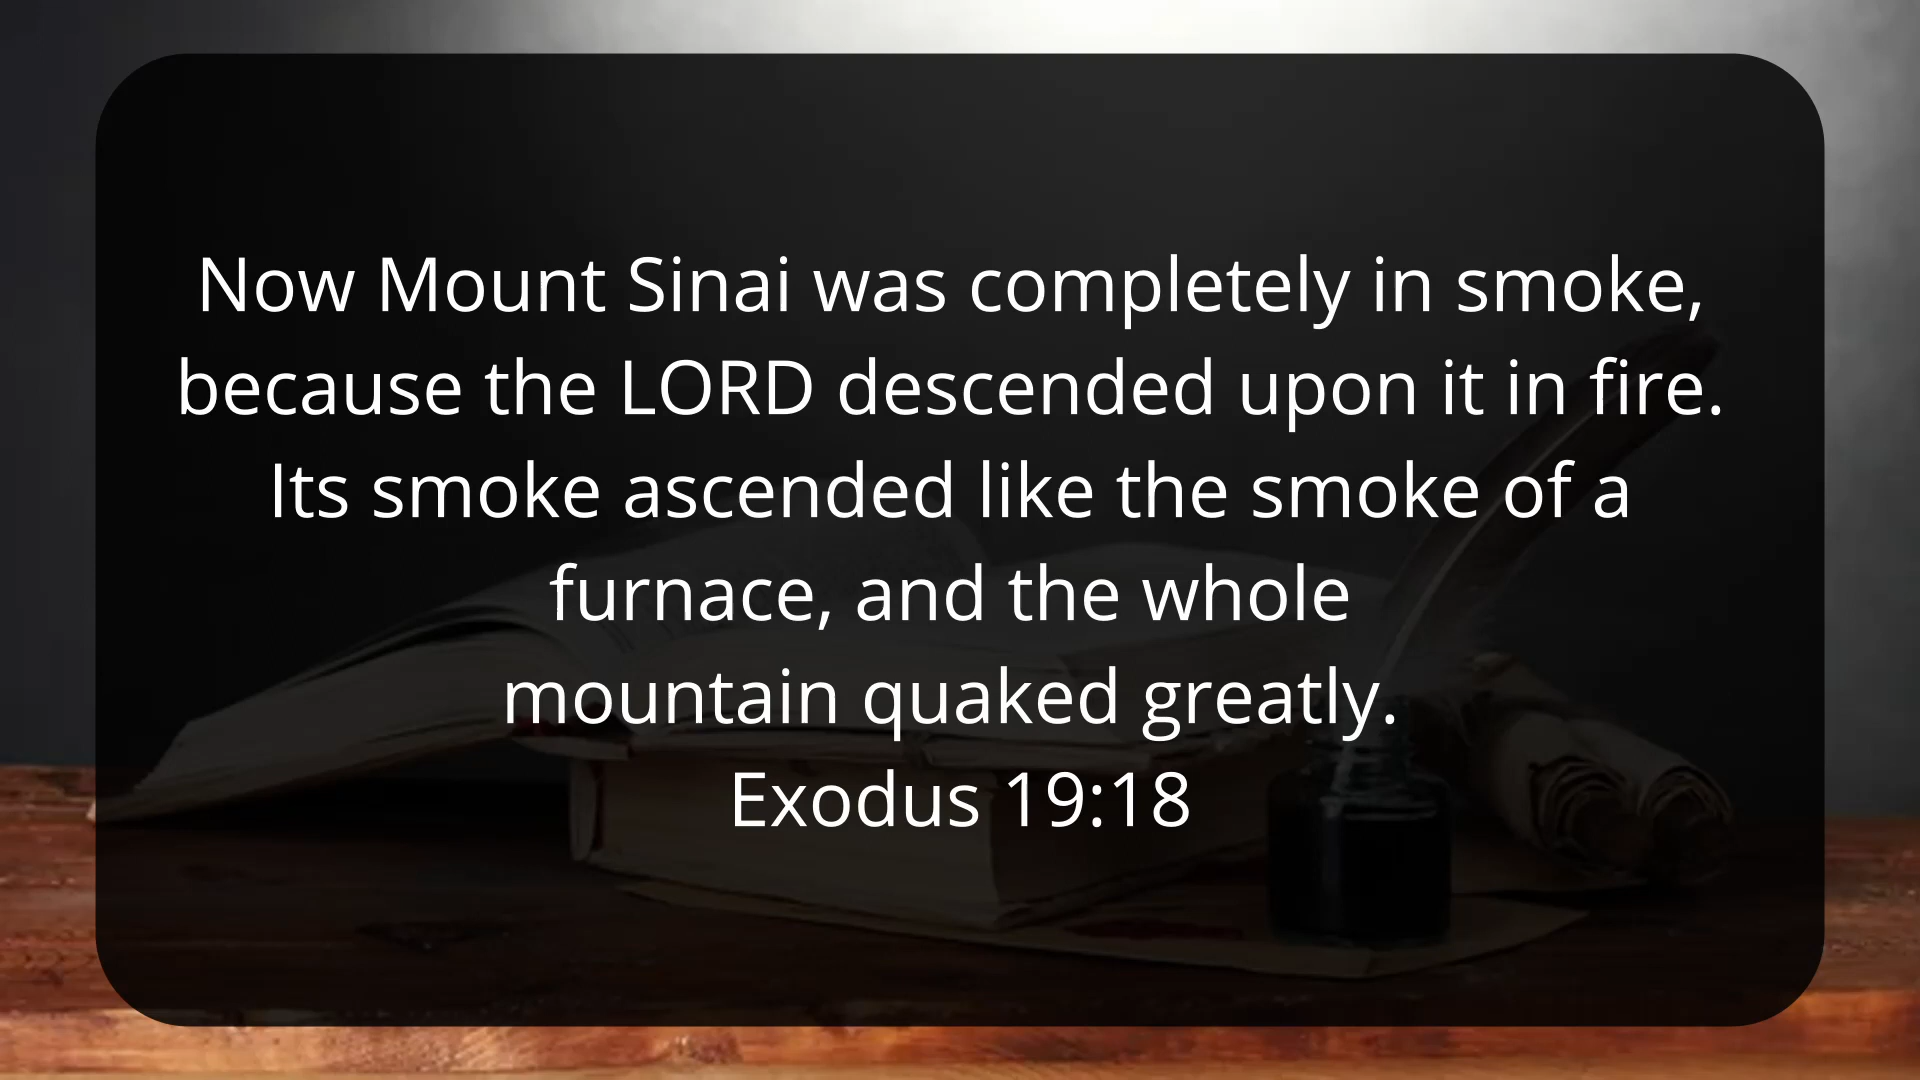 Now Mount Sinai was completely in smoke,
because the LORD descended upon it in fire.
Its smoke ascended like the smoke of a
furnace, and the whole
mountain quaked greatly.
Exodus 19:18